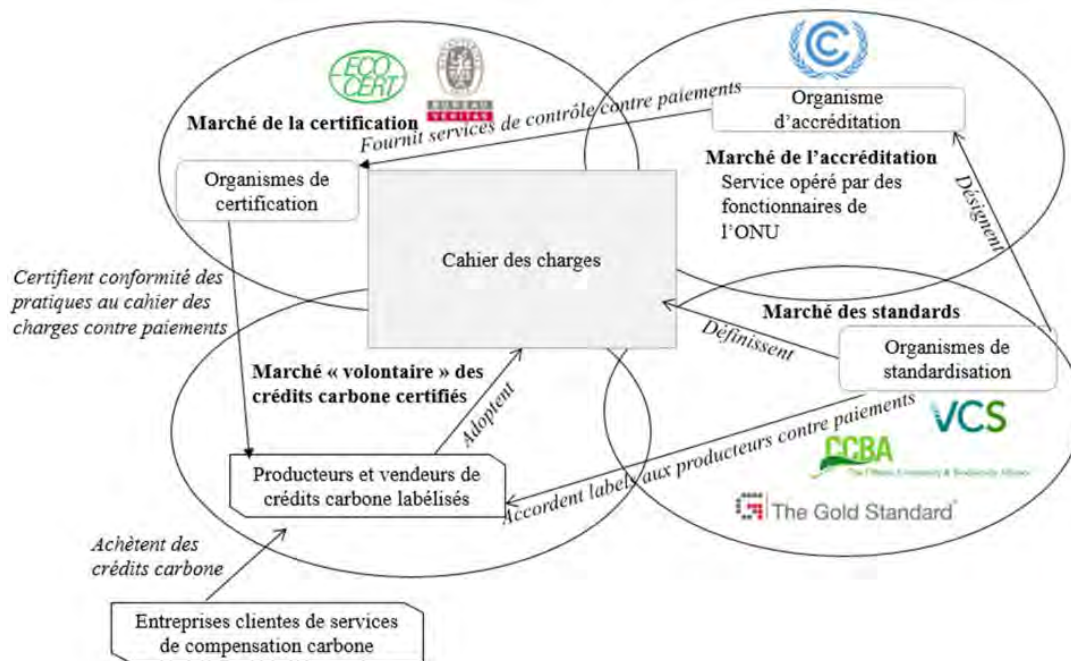 ECO
CERT
BUREAU
VERITAS
Marché de la certification
Fournit services de contrôle contre paiements
Organisme
d'accréditation
Marché de l'accréditation
Service opéré par des
fonctionnaires de
l'ONU
Désignent
Organismes de
certification
Cahier des charges
Certifient conformité des
pratiques au cahier des
charges contre paiements
Marché des standards
Définissent
Organismes de
standardisation
Marché « volontaire » des
crédits carbone certifiés
Adoptent
Accordent labels aux producteurs contre paiements
VCS
CCBA
The Gold Standard
Producteurs et vendeurs de
crédits carbone labélisés
Achètent des
crédits carbone
Entreprises clientes de services
de compensation carbone